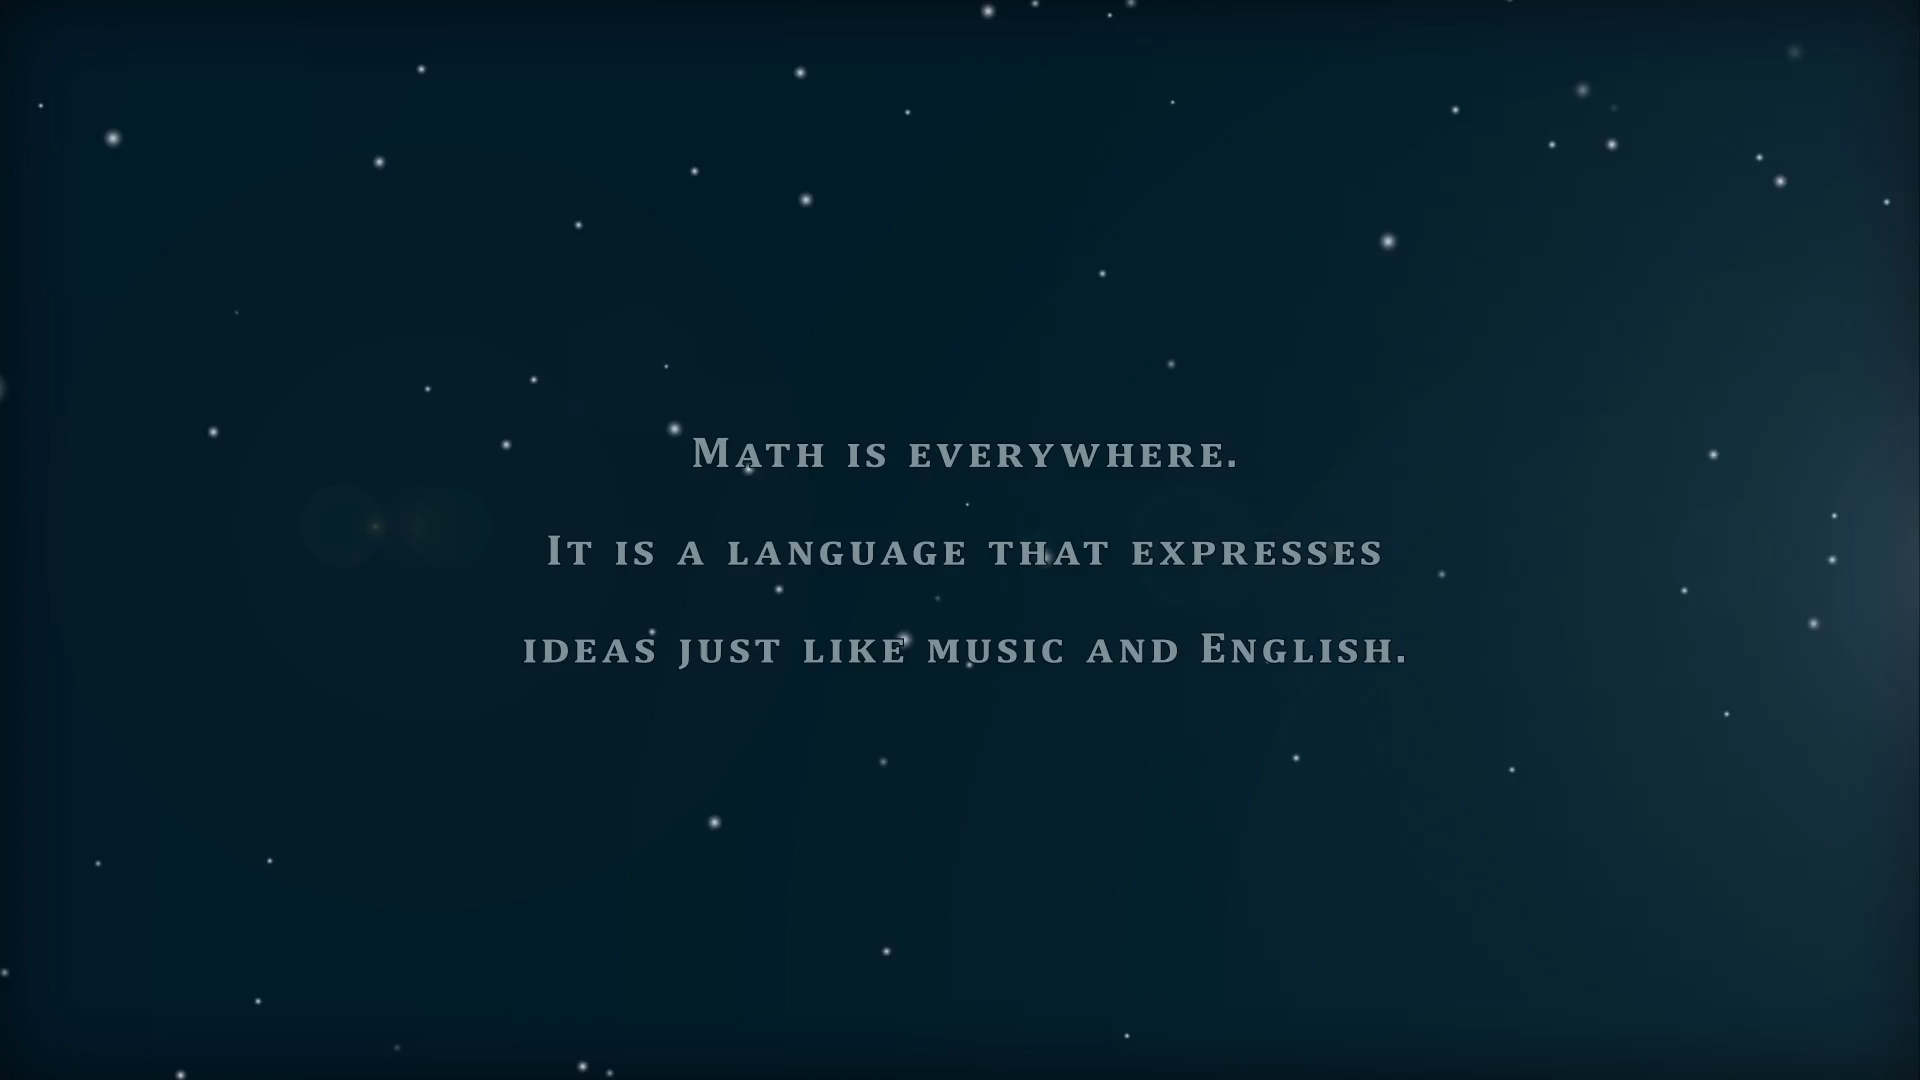 Math is everywhere.
It is a language that expresses
ideas just like music and English.